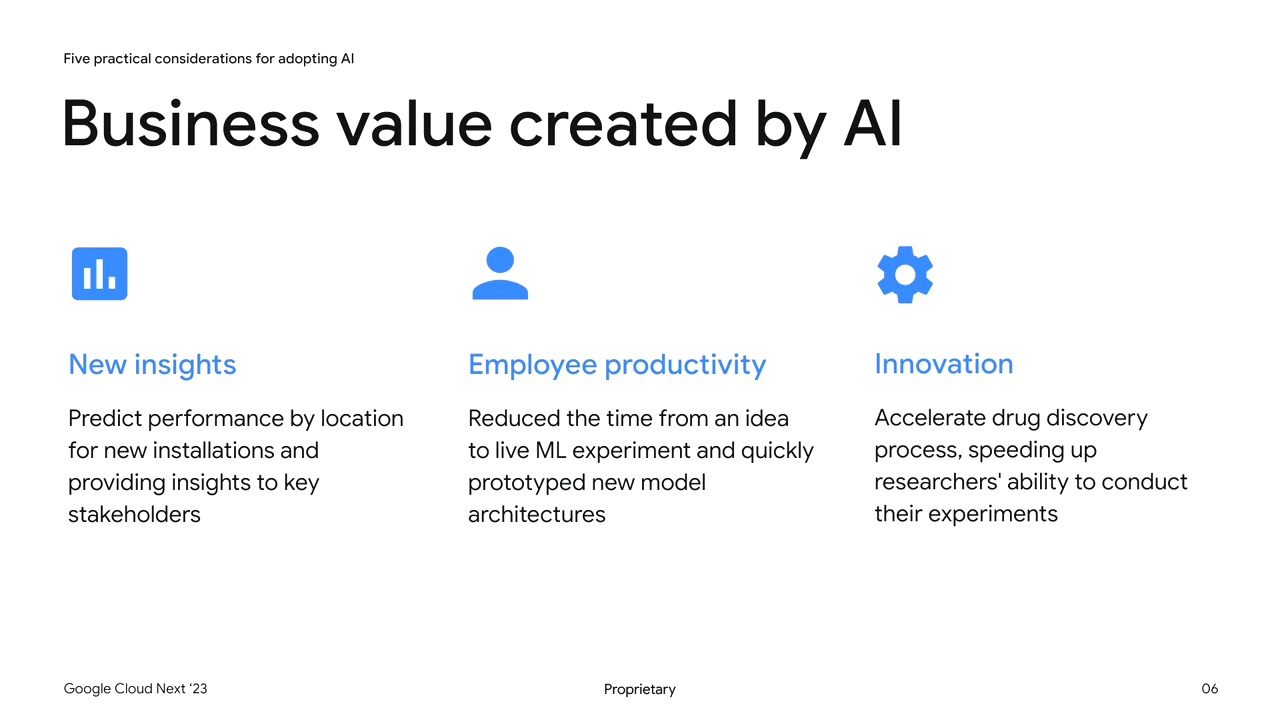 Five practical considerations for adopting AI
Business value created by AI
New insights
Predict performance by location
for new installations and
providing insights to key
stakeholders
Employee productivity
Reduced the time from an idea
to live ML experiment and quickly
prototyped new model
architectures
Innovation
Accelerate drug discovery
process, speeding up
researchers' ability to conduct
their experiments
Google Cloud Next ‘23
Proprietary
06